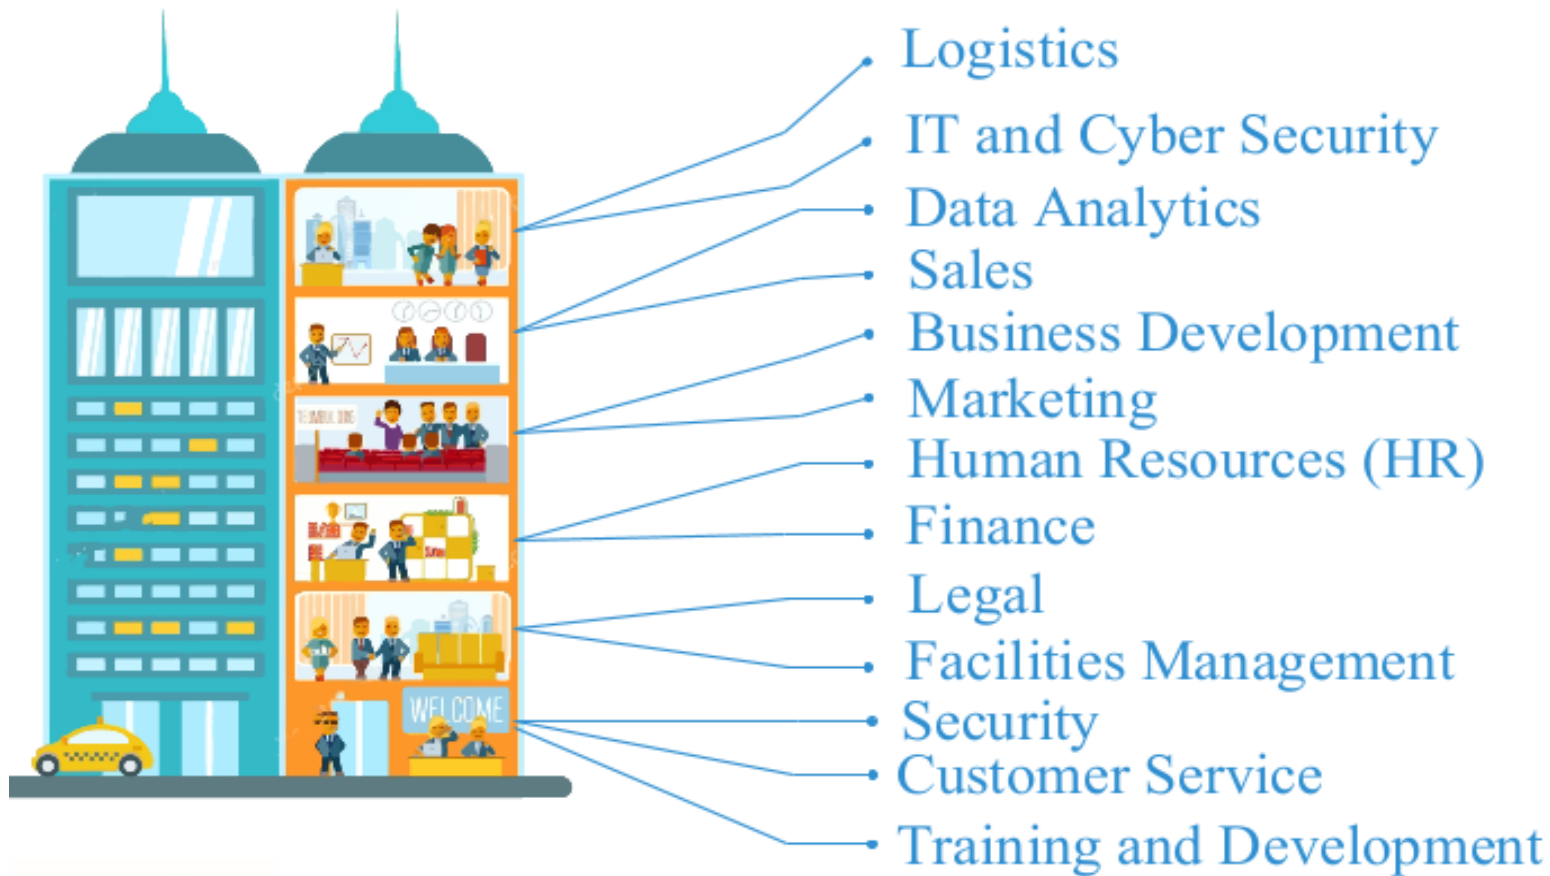 Logistics
IT and Cyber Security
Data Analytics
Sales
Business Development
Marketing
Human Resources (HR)
Finance
Legal
Facilities Management
WELCOME
Security
Customer Service
Training and Development